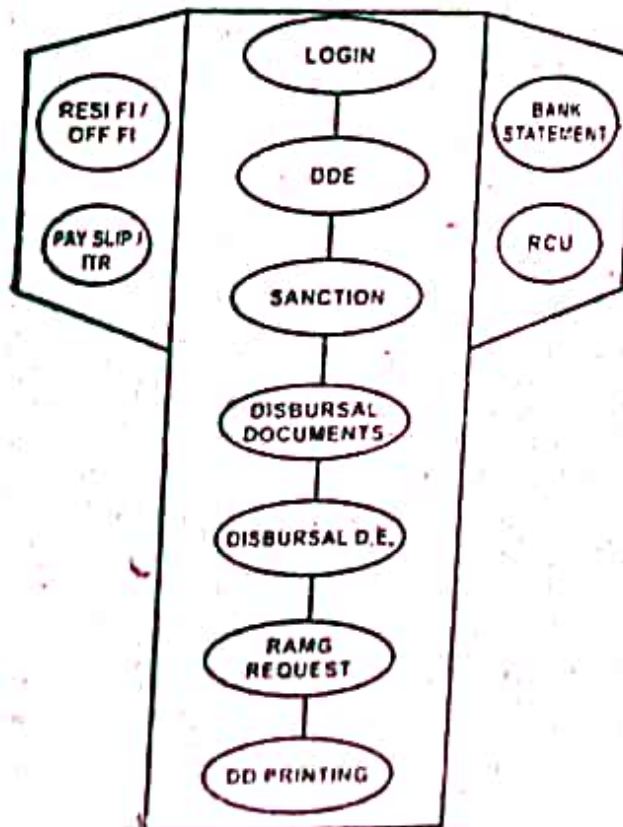 LOGIN
RESI FI /
OFF FI
BANK
STATEMENT
DDE
PAY SLIP /
ITR
RCU
SANCTION
DISBURSAL
DOCUMENTS
DISBURSAL D.E.
RAMG
REQUEST
DD PRINTING